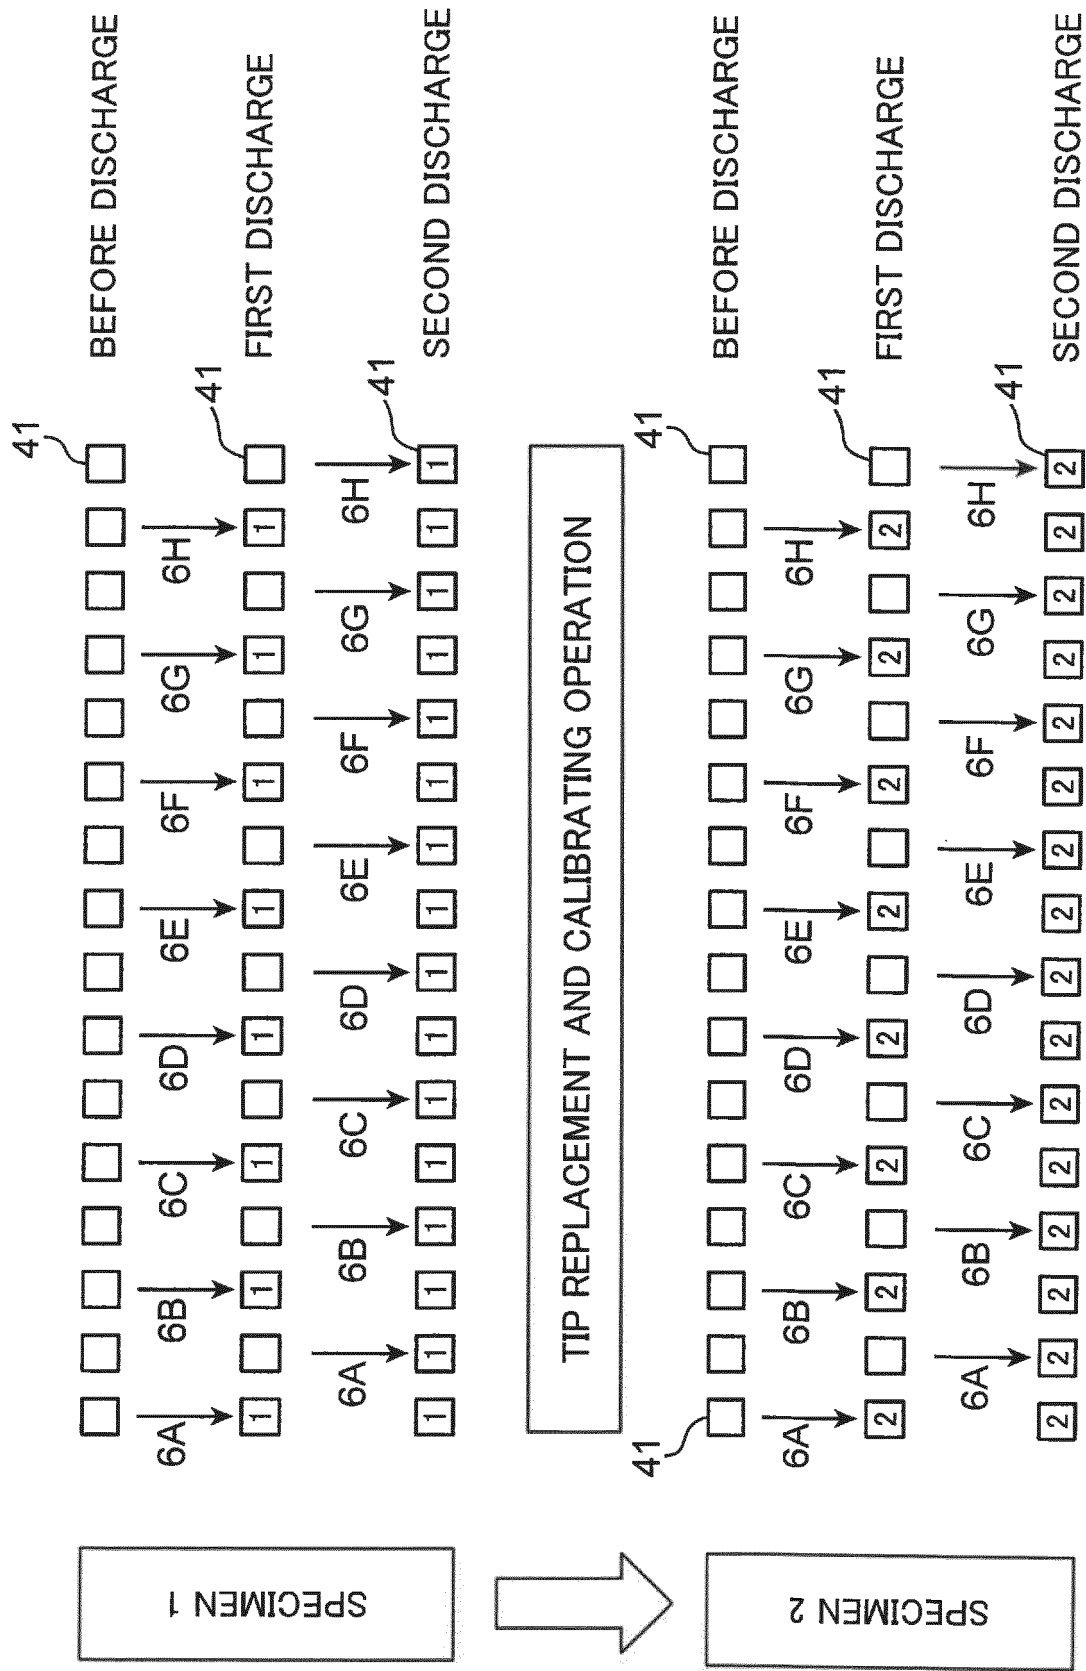 SPECIMEN 1
41
BEFORE DISCHARGE
6A 6B 6C 6D 6E 6F 6G 6H
41
1 1 1 1 1 1 1 1
FIRST DISCHARGE
6A 6B 6C 6D 6E 6F 6G 6H
41
1 1 1 1 1 1 1 1 1 1 1 1 1 1 1 1
SECOND DISCHARGE
TIP REPLACEMENT AND CALIBRATING OPERATION
SPECIMEN 2
41 41
BEFORE DISCHARGE
6A 6B 6C 6D 6E 6F 6G 6H
41
2 2 2 2 2 2 2 2
FIRST DISCHARGE
6A 6B 6C 6D 6E 6F 6G 6H
41
2 2 2 2 2 2 2 2 2 2 2 2 2 2 2 2
SECOND DISCHARGE